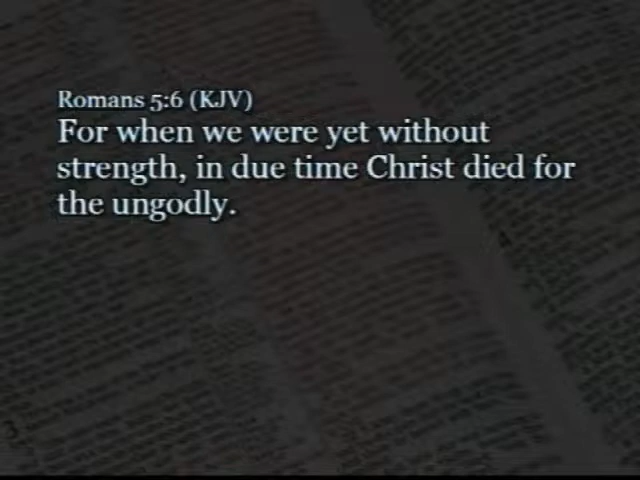 Romans 5:6 (KJV)
For when we were yet without
strength, in due time Christ died for
the ungodly.